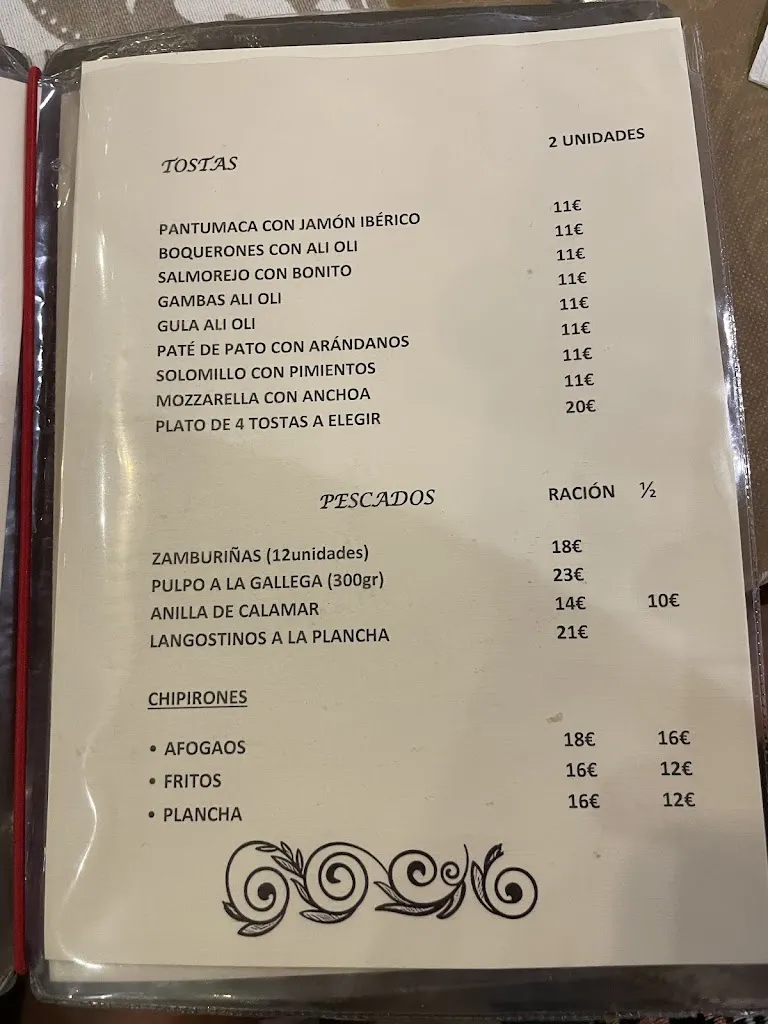 TOSTAS 2 UNIDADES
PANTUMACA CON JAMÓN IBÉRICO 11€
BOQUERONES CON ALI OLI 11€
SALMOREJO CON BONITO 11€
GAMBAS ALI OLI 11€
GULA ALI OLI 11€
PATÉ DE PATO CON ARÁNDANOS 11€
SOLOMILLO CON PIMIENTOS 11€
MOZZARELLA CON ANCHOA 11€
PLATO DE 4 TOSTAS A ELEGIR 20€
PESCADOS RACIÓN ½
ZAMBURIÑAS (12unidades) 18€
PULPO A LA GALLEGA (300gr) 23€
ANILLA DE CALAMAR 14€ 10€
LANGOSTINOS A LA PLANCHA 21€
CHIPIRONES
• AFOGAOS 18€ 16€
• FRITOS 16€ 12€
• PLANCHA 16€ 12€